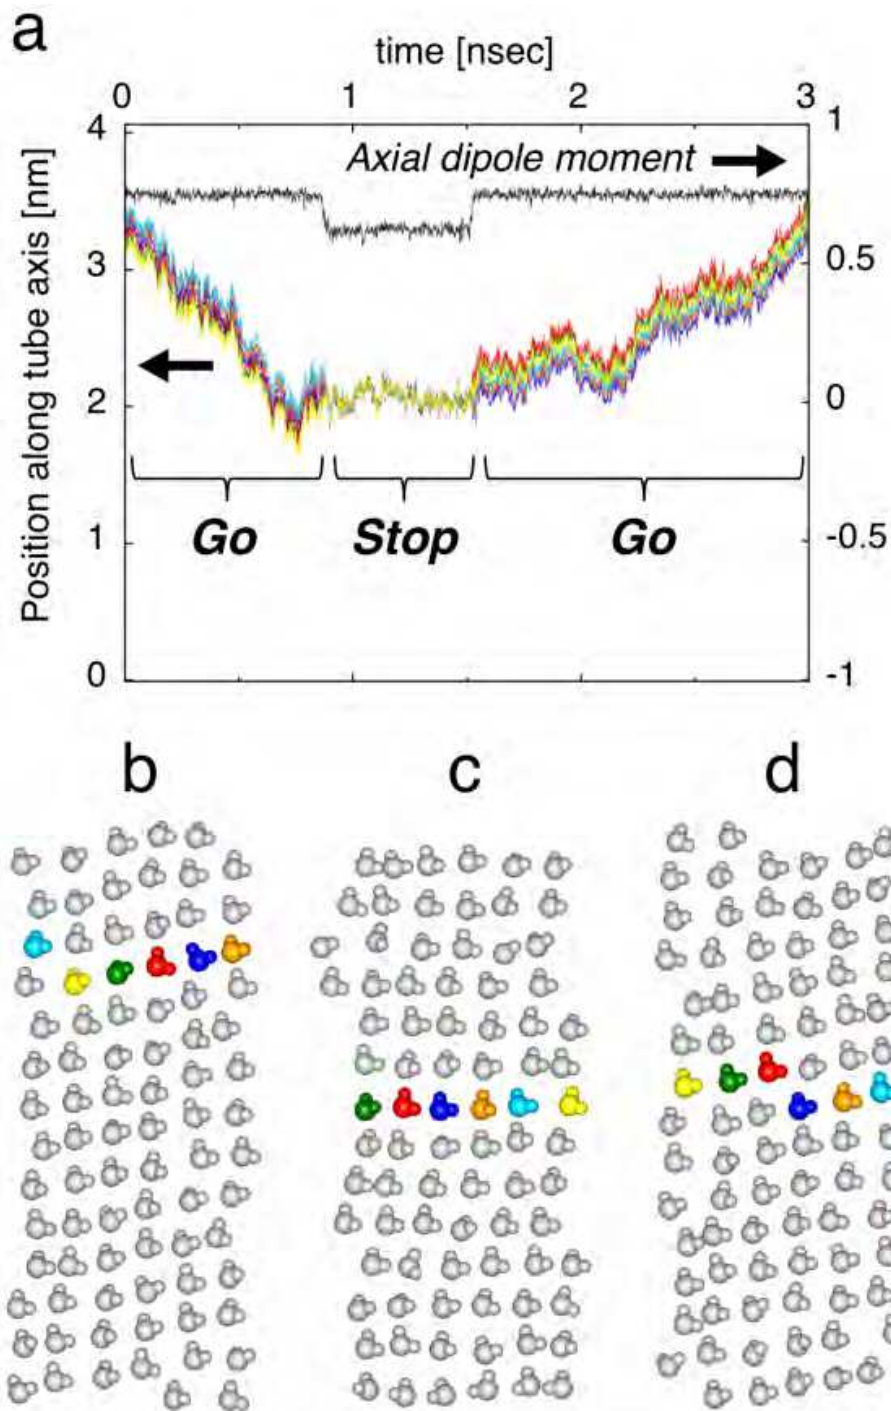 a
time [nsec]
0 1 2 3
4 1
Axial dipole moment
3 0.5
2 0
Go Stop Go
1 -0.5
0 -1
Position along tube axis [nm]
b c d